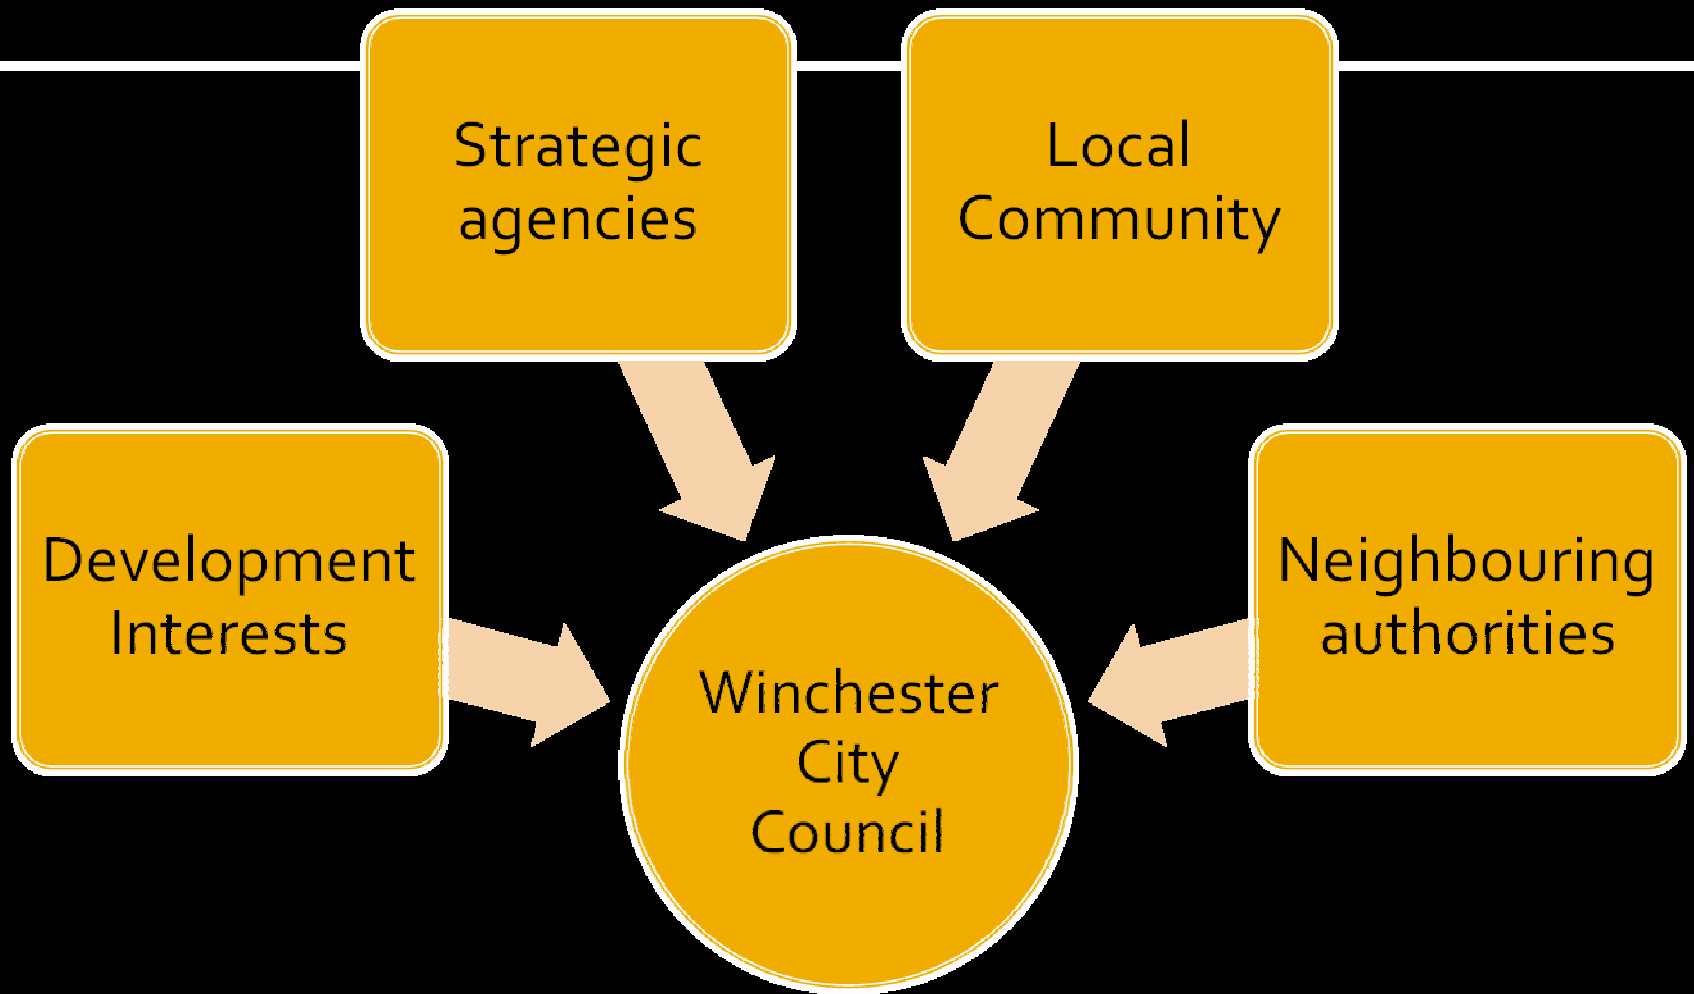 Strategic
agencies
Local
Community
Development
Interests
Neighbouring
authorities
Winchester
City
Council